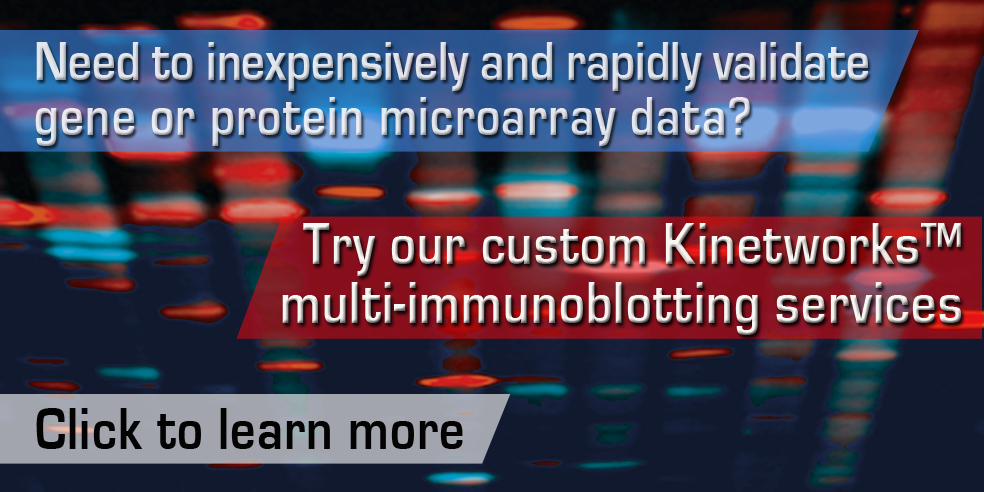 Need to inexpensively and rapidly validate
gene or protein microarray data?
Try our custom Kinetworks™
multi-immunoblotting services
Click to learn more